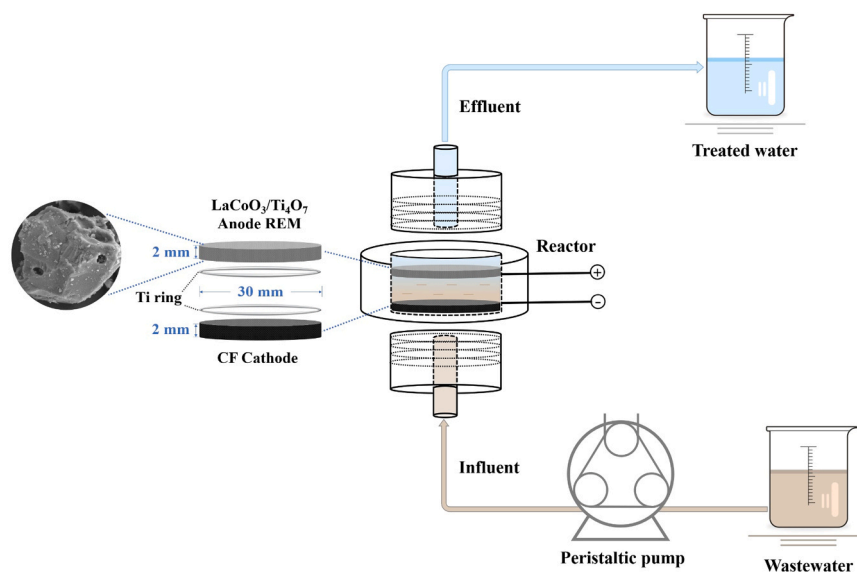 Effluent
Treated water
LaCoO₃/Ti₄O₇
Anode REM
2 mm
Reactor
+
Ti ring
30 mm
−
2 mm
CF Cathode
Influent
Peristaltic pump
Wastewater